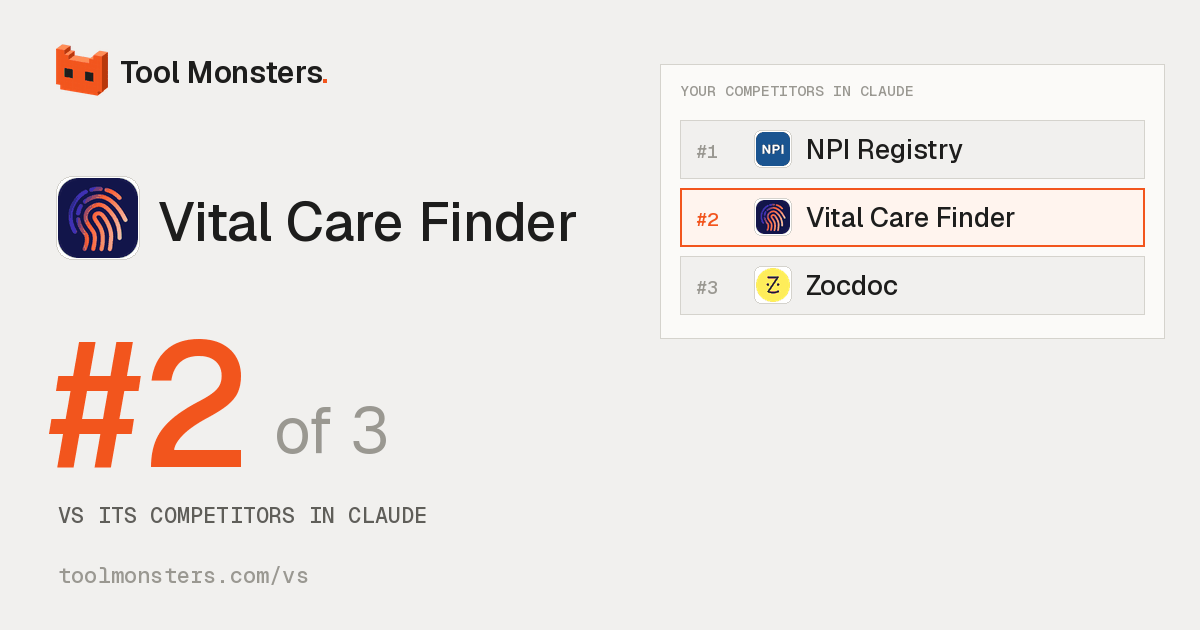 Tool Monsters.
Vital Care Finder
#2 of 3
VS ITS COMPETITORS IN CLAUDE
toolmonsters.com/vs
YOUR COMPETITORS IN CLAUDE
#1 NPI NPI Registry
#2 Vital Care Finder
#3 Z Zocdoc